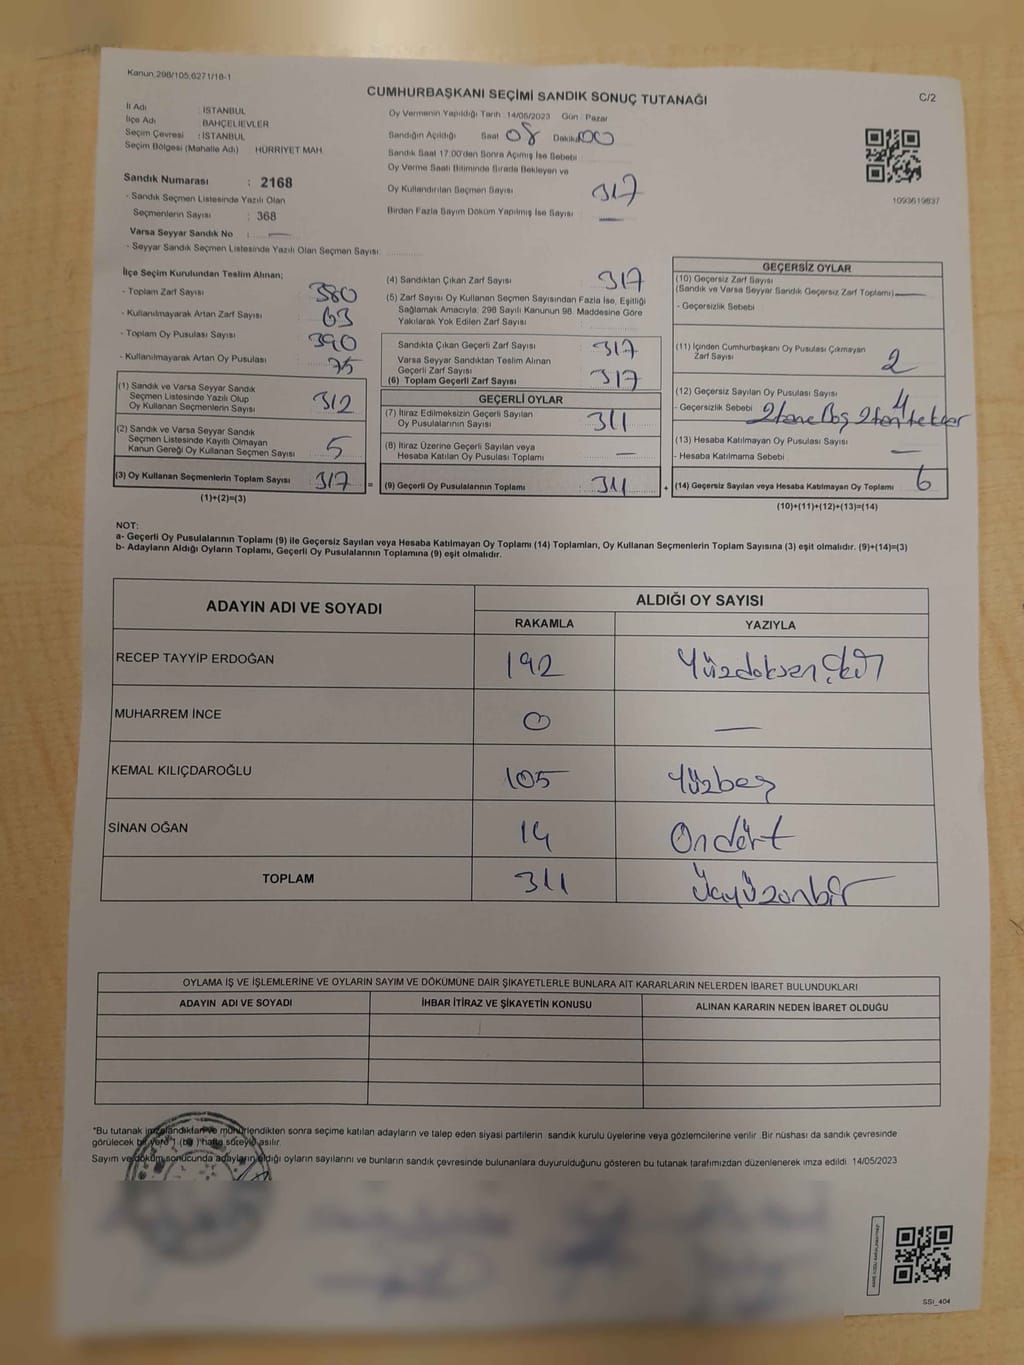 Kanun,298/105,6271/18-1
CUMHURBAŞKANI SEÇİMİ SANDIK SONUÇ TUTANAĞI
C/2
İl Adı : İSTANBUL
İlçe Adı : BAHÇELİEVLER
Seçim Çevresi : İSTANBUL
Seçim Bölgesi (Mahalle Adı) HÜRRİYET MAH.
Sandık Numarası : 2168
- Sandık Seçmen Listesinde Yazılı Olan
Seçmenlerin Sayısı : 368
Varsa Seyyar Sandık No : —
- Seyyar Sandık Seçmen Listesinde Yazılı Olan Seçmen Sayısı:
Oy Vermenin Yapıldığı Tarih : 14/05/2023 Gün : Pazar
Sandığın Açıldığı Saat 08 Dakika 00
Sandık Saat 17:00'den Sonra Açılmış İse Sebebi
Oy Verme Saati Bitiminde Sırada Bekleyen ve
Oy Kullandırılan Seçmen Sayısı 317
Birden Fazla Sayım Döküm Yapılmış İse Sayısı —
1093619837
İlçe Seçim Kurulundan Teslim Alınan;
- Toplam Zarf Sayısı 380
- Kullanılmayarak Artan Zarf Sayısı 63
- Toplam Oy Pusulası Sayısı 390
- Kullanılmayarak Artan Oy Pusulası 75
(1) Sandık ve Varsa Seyyar Sandık
Seçmen Listesinde Yazılı Olup
Oy Kullanan Seçmenlerin Sayısı 312
(2) Sandık ve Varsa Seyyar Sandık
Seçmen Listesinde Kayıtlı Olmayan
Kanun Gereği Oy Kullanan Seçmen Sayısı 5
(3) Oy Kullanan Seçmenlerin Toplam Sayısı 317 =
(1)+(2)=(3)
(4) Sandıktan Çıkan Zarf Sayısı 317
(5) Zarf Sayısı Oy Kullanan Seçmen Sayısından Fazla İse, Eşitliği
Sağlamak Amacıyla; 298 Sayılı Kanunun 98. Maddesine Göre
Yakılarak Yok Edilen Zarf Sayısı
Sandıkta Çıkan Geçerli Zarf Sayısı 317
Varsa Seyyar Sandıktan Teslim Alınan
Geçerli Zarf Sayısı
(6) Toplam Geçerli Zarf Sayısı 317
GEÇERLİ OYLAR
(7) İtiraz Edilmeksizin Geçerli Sayılan
Oy Pusulalarının Sayısı 311
(8) İtiraz Üzerine Geçerli Sayılan veya
Hesaba Katılan Oy Pusulası Toplamı —
(9) Geçerli Oy Pusulalarının Toplamı 311 +
GEÇERSİZ OYLAR
(10) Geçersiz Zarf Sayısı
(Sandık ve Varsa Seyyar Sandık Geçersiz Zarf Toplamı) —
- Geçersizlik Sebebi
(11) İçinden Cumhurbaşkanı Oy Pusulası Çıkmayan
Zarf Sayısı 2
(12) Geçersiz Sayılan Oy Pusulası Sayısı 4
- Geçersizlik Sebebi 2 tane Boş 2
(13) Hesaba Katılmayan Oy Pusulası Sayısı —
- Hesaba Katılmama Sebebi
(14) Geçersiz Sayılan veya Hesaba Katılmayan Oy Toplamı 6
(10)+(11)+(12)+(13)=(14)
NOT:
a- Geçerli Oy Pusulalarının Toplamı (9) ile Geçersiz Sayılan veya Hesaba Katılmayan Oy Toplamı (14) Toplamları, Oy Kullanan Seçmenlerin Toplam Sayısına (3) eşit olmalıdır. (9)+(14)=(3)
b- Adayların Aldığı Oyların Toplamı, Geçerli Oy Pusulalarının Toplamına (9) eşit olmalıdır.
ADAYIN ADI VE SOYADI
ALDIĞI OY SAYISI
RAKAMLA YAZIYLA
RECEP TAYYİP ERDOĞAN 192 Yüzdoksaniki
MUHARREM İNCE 0 —
KEMAL KILIÇDAROĞLU 105 Yüzbeş
SİNAN OĞAN 14 Ondört
TOPLAM 311 Üçyüzonbir
OYLAMA İŞ VE İŞLEMLERİNE VE OYLARIN SAYIM VE DÖKÜMÜNE DAİR ŞİKAYETLERLE BUNLARA AİT KARARLARIN NELERDEN İBARET BULUNDUKLARI
ADAYIN ADI VE SOYADI İHBAR İTİRAZ VE ŞİKAYETİN KONUSU ALINAN KARARIN NEDEN İBARET OLDUĞU
*Bu tutanak imzalandıktan ve mühürlendikten sonra seçime katılan adayların ve talep eden siyasi partilerin sandık kurulu üyelerine veya gözlemcilerine verilir. Bir nüshası da sandık çevresinde
görülecek bir yere 1 (bir) hafta süreyle asılır.
Sayım ve döküm sonucunda adayların aldığı oyların sayılarını ve bunların sandık çevresinde bulunanlara duyurulduğunu gösteren bu tutanak tarafımızdan düzenlenerek imza edildi. 14/05/2023
SSI_404